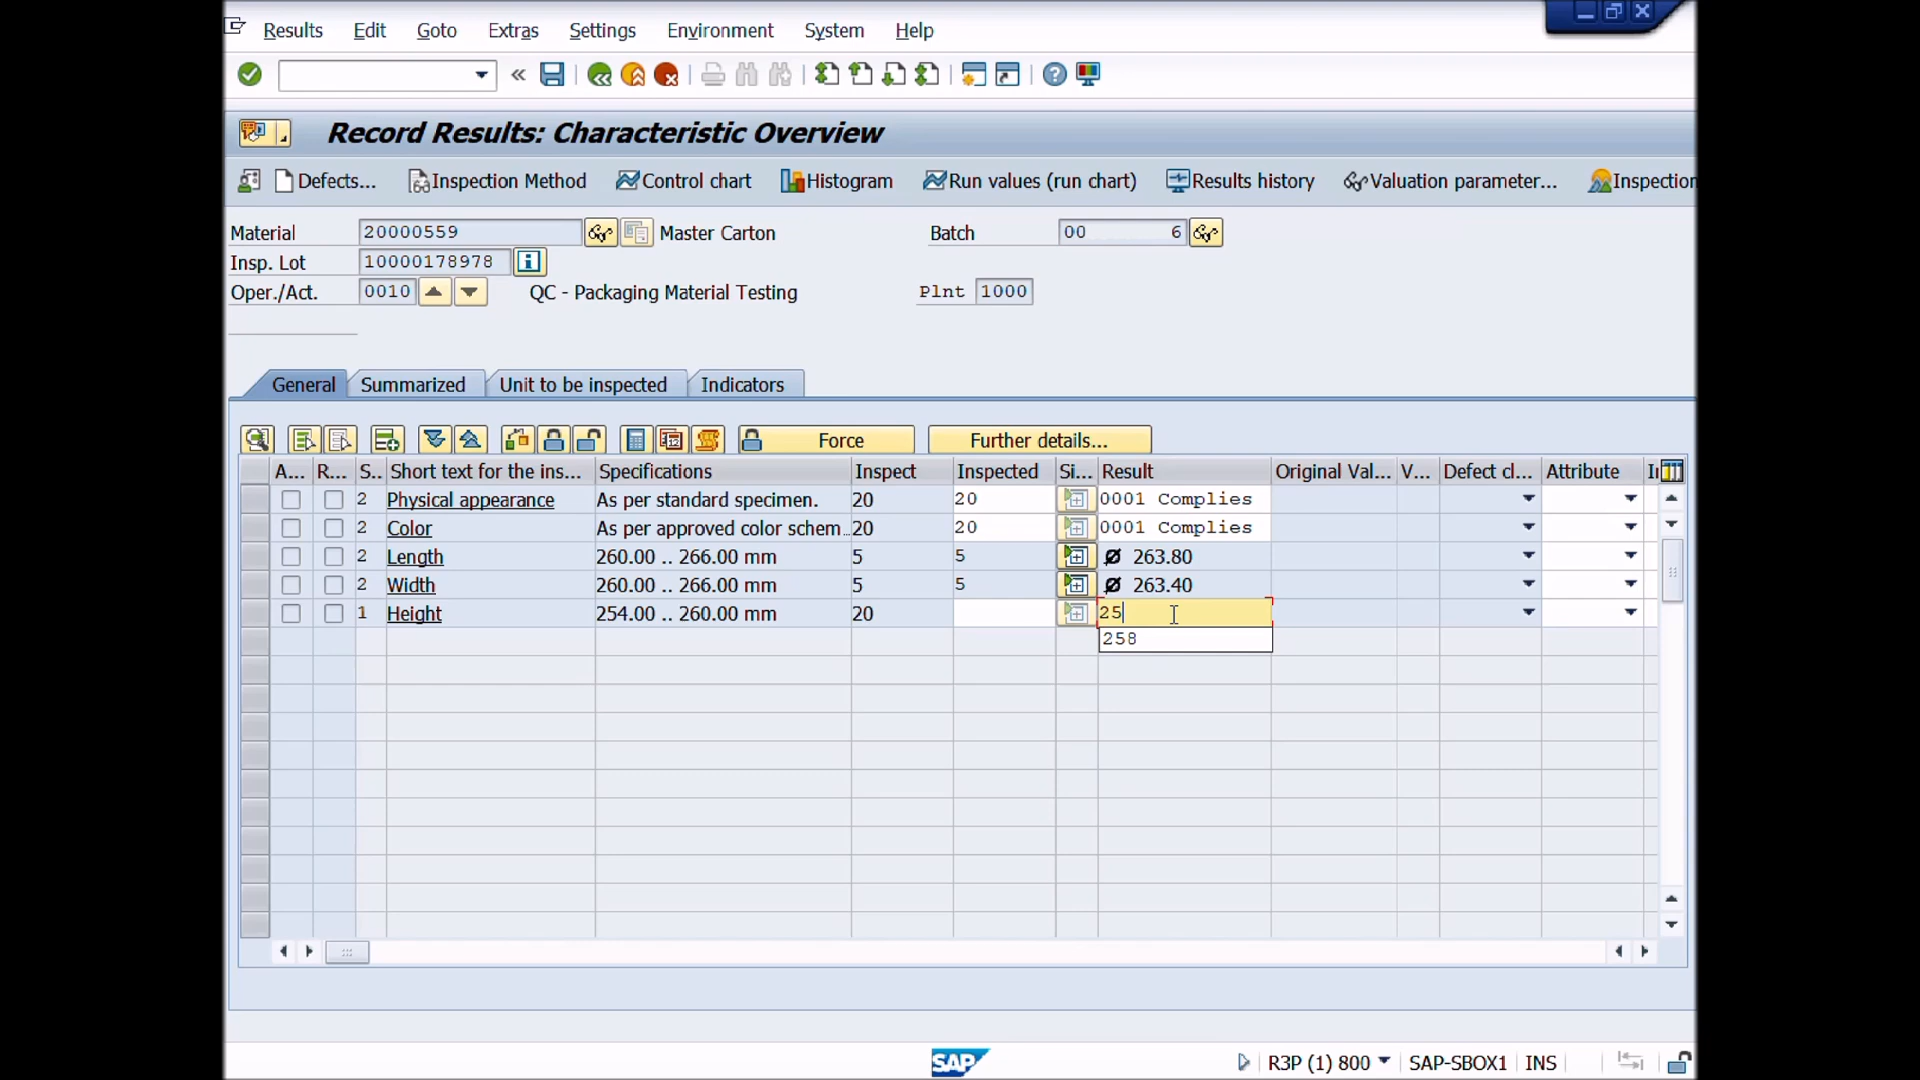 Results Edit Goto Extras Settings Environment System Help
Record Results: Characteristic Overview
Defects... Inspection Method Control chart Histogram Run values (run chart) Results history Valuation parameter... Inspection
Material 20000559 Master Carton Batch 00 6
Insp. Lot 10000178978
Oper./Act. 0010 QC - Packaging Material Testing Plnt 1000
General Summarized Unit to be inspected Indicators
Force Further details...
A... R... S.. Short text for the ins... Specifications Inspect Inspected Si... Result Original Val... V... Defect cl... Attribute
2 Physical appearance As per standard specimen. 20 20 0001 Complies
2 Color As per approved color schem... 20 20 0001 Complies
2 Length 260.00 .. 266.00 mm 5 5 Ø 263.80
2 Width 260.00 .. 266.00 mm 5 5 Ø 263.40
1 Height 254.00 .. 260.00 mm 20 25
258
SAP R3P (1) 800 SAP-SBOX1 INS